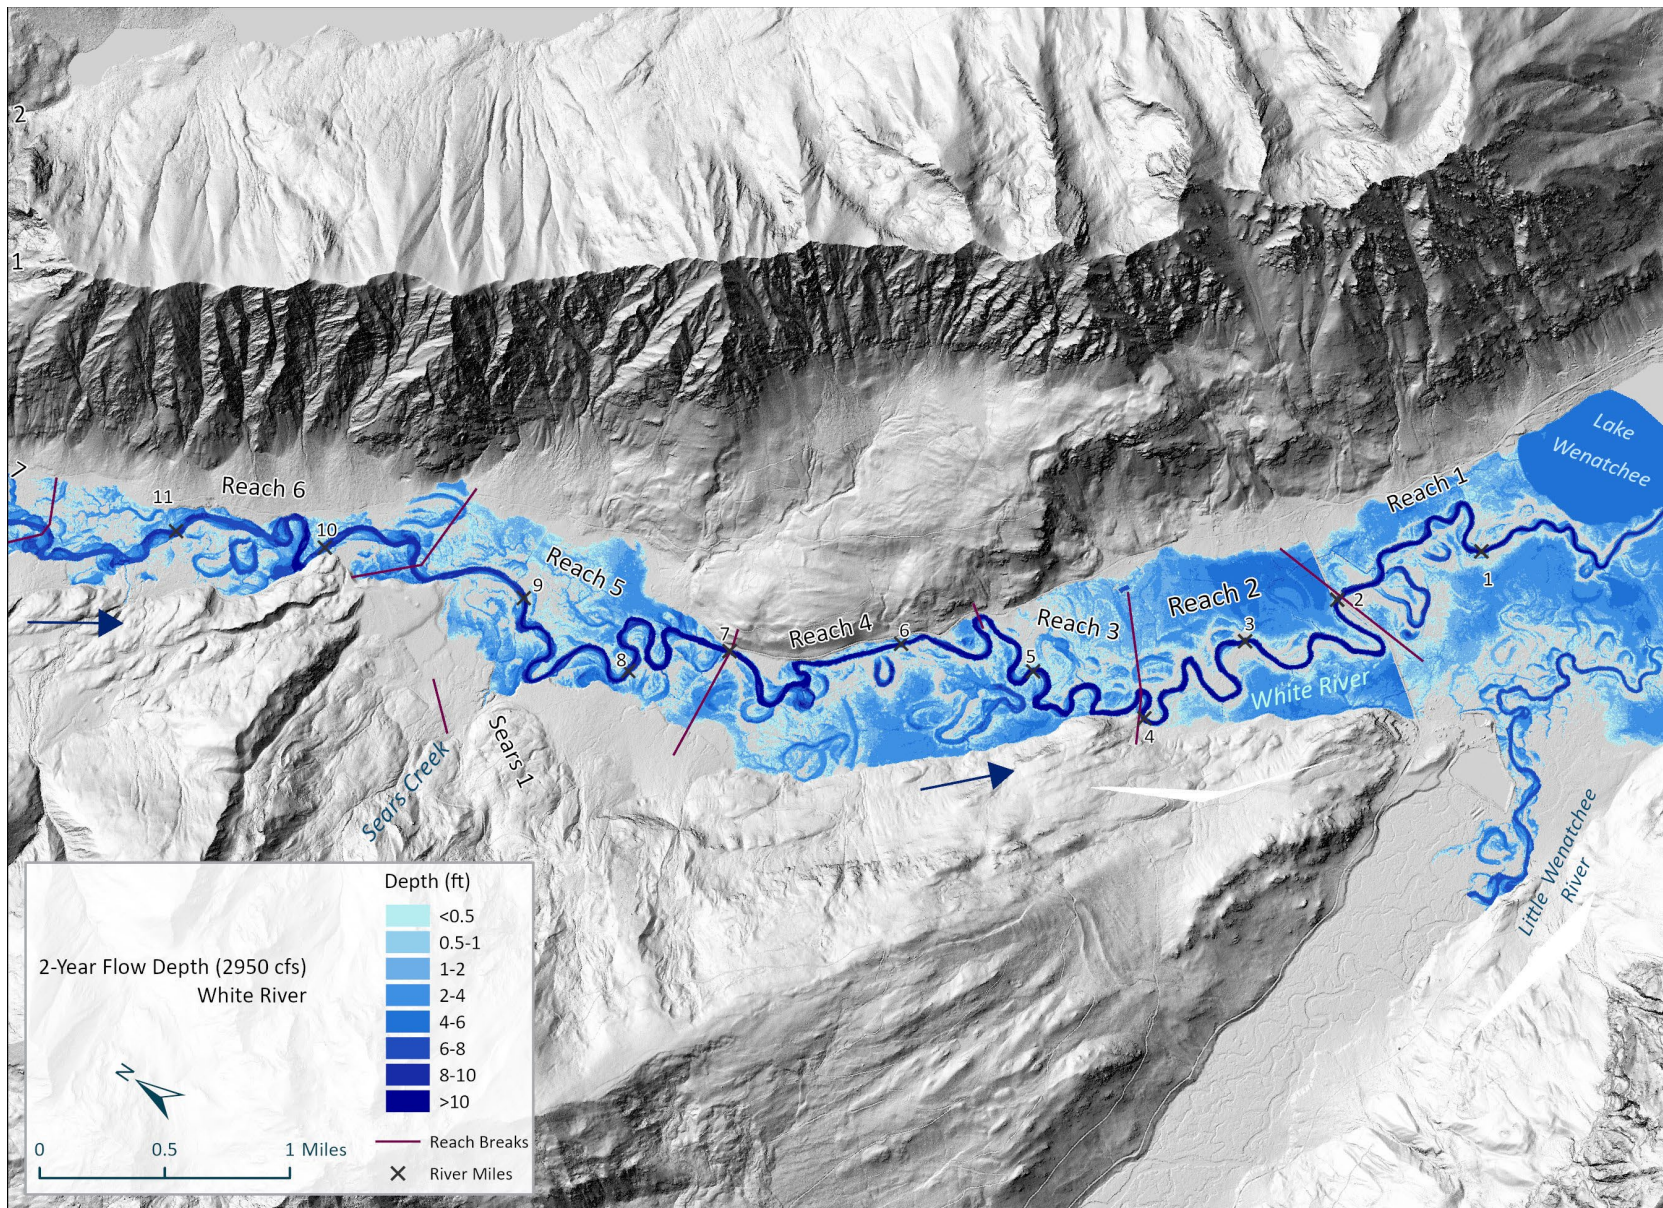 2
1
Lake
Wenatchee
Reach 1
7
11
Reach 6
10
9
Reach 5
8
7
Reach 4
6
5
Reach 3
1
Reach 2
3
2
1
White River
4
Sears 1
Sears Creek
Little Wenatchee
River
2-Year Flow Depth (2950 cfs)
White River
N
0 0.5 1 Miles
Depth (ft)
<0.5
0.5-1
1-2
2-4
4-6
6-8
8-10
>10
Reach Breaks
River Miles